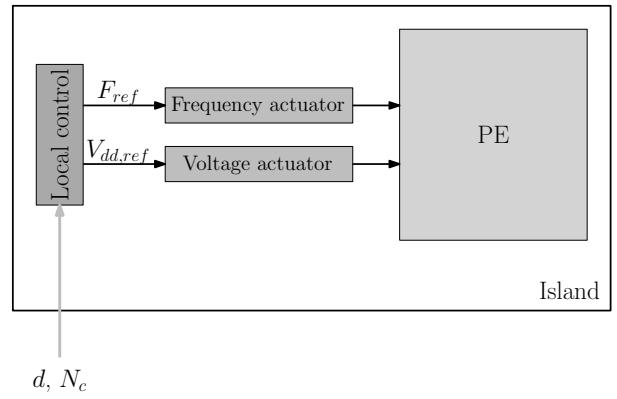 Local control
F_ref
Frequency actuator
V_dd,ref
Voltage actuator
PE
Island
d, N_c